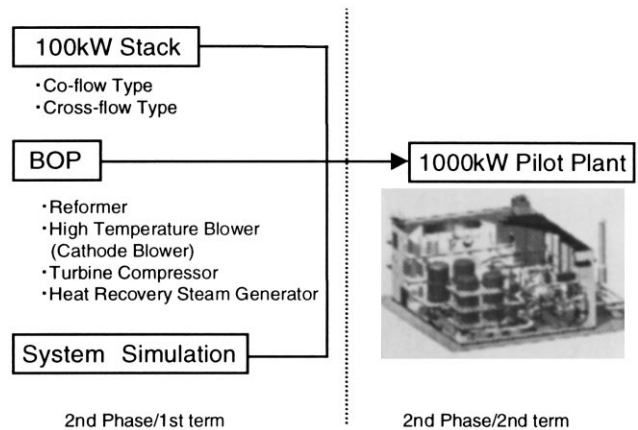 100kW Stack
・Co-flow Type
・Cross-flow Type
BOP
・Reformer
・High Temperature Blower
(Cathode Blower)
・Turbine Compressor
・Heat Recovery Steam Generator
System Simulation
2nd Phase/1st term
1000kW Pilot Plant
2nd Phase/2nd term